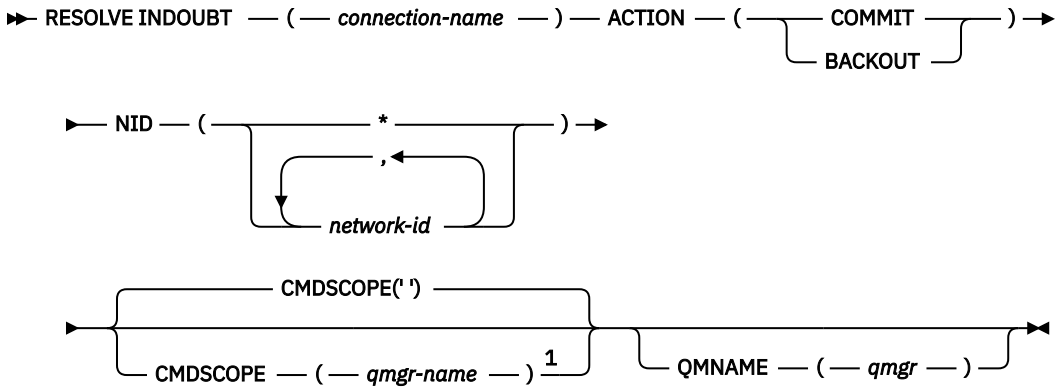 RESOLVE INDOUBT ( connection-name ) ACTION ( COMMIT )
BACKOUT
NID ( * )
,
network-id
CMDSCOPE(' ')
CMDSCOPE ( qmgr-name ) 1
QMNAME ( qmgr )